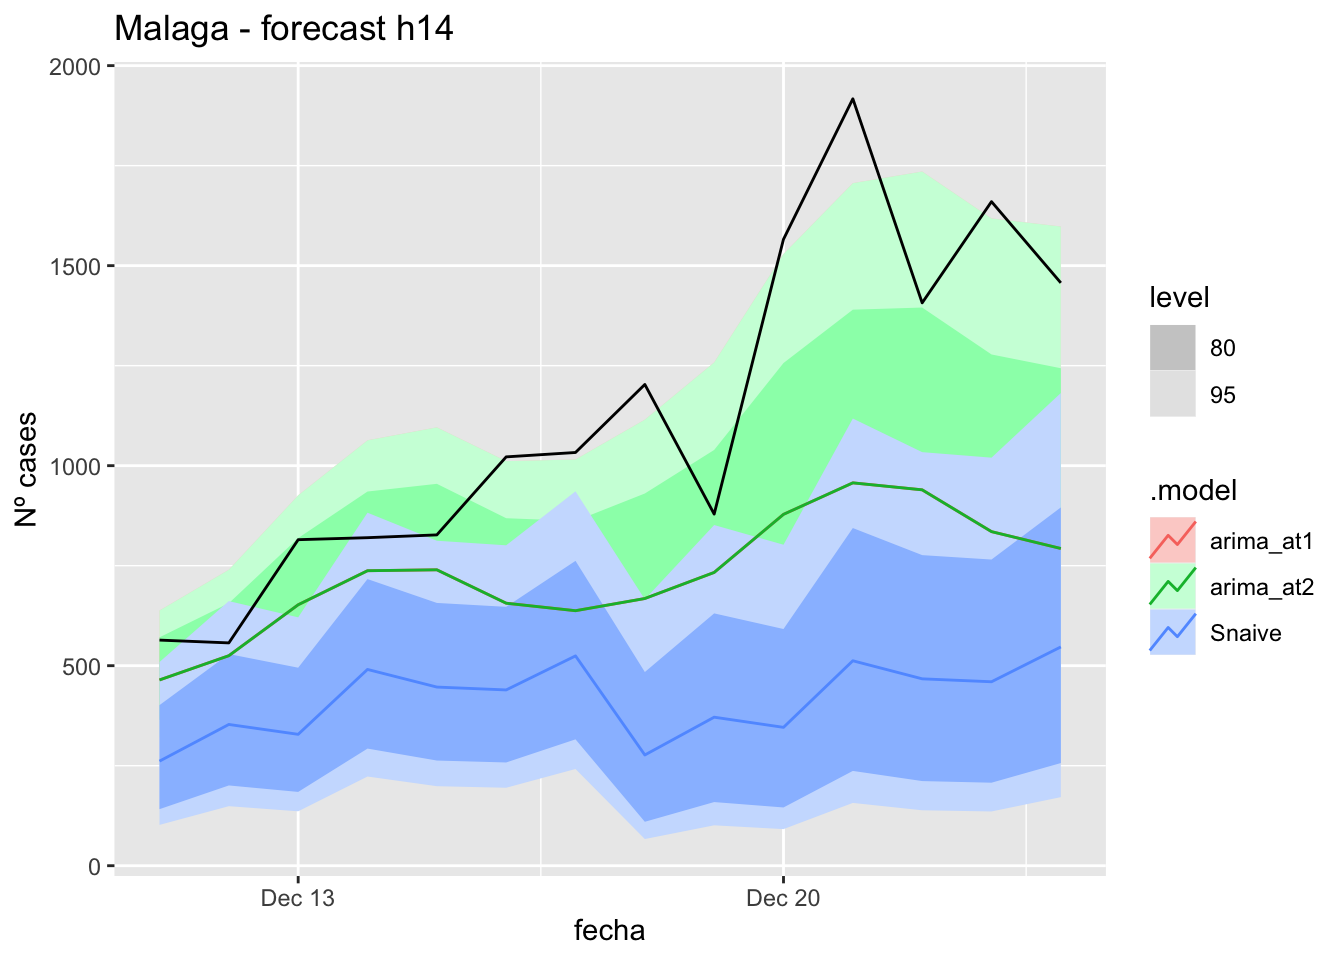 Malaga - forecast h14
2000
1500
1000
500
0
Nº cases
Dec 13
Dec 20
fecha
level
80
95
.model
arima_at1
arima_at2
Snaive